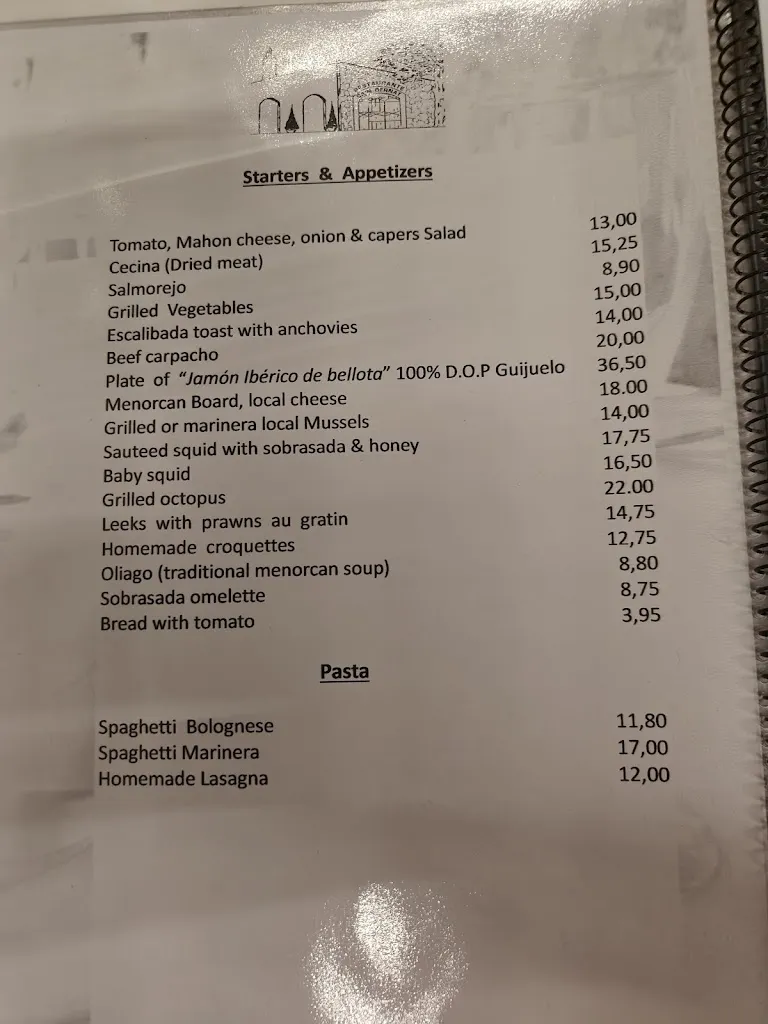 RESTAURANTE
CA'N BERNAT
Starters & Appetizers
Tomato, Mahon cheese, onion & capers Salad 13,00
Cecina (Dried meat) 15,25
Salmorejo 8,90
Grilled Vegetables 15,00
Escalibada toast with anchovies 14,00
Beef carpacho 20,00
Plate of "Jamón Ibérico de bellota" 100% D.O.P Guijuelo 36,50
Menorcan Board, local cheese 18.00
Grilled or marinera local Mussels 14,00
Sauteed squid with sobrasada & honey 17,75
Baby squid 16,50
Grilled octopus 22.00
Leeks with prawns au gratin 14,75
Homemade croquettes 12,75
Oliago (traditional menorcan soup) 8,80
Sobrasada omelette 8,75
Bread with tomato 3,95
Pasta
Spaghetti Bolognese 11,80
Spaghetti Marinera 17,00
Homemade Lasagna 12,00